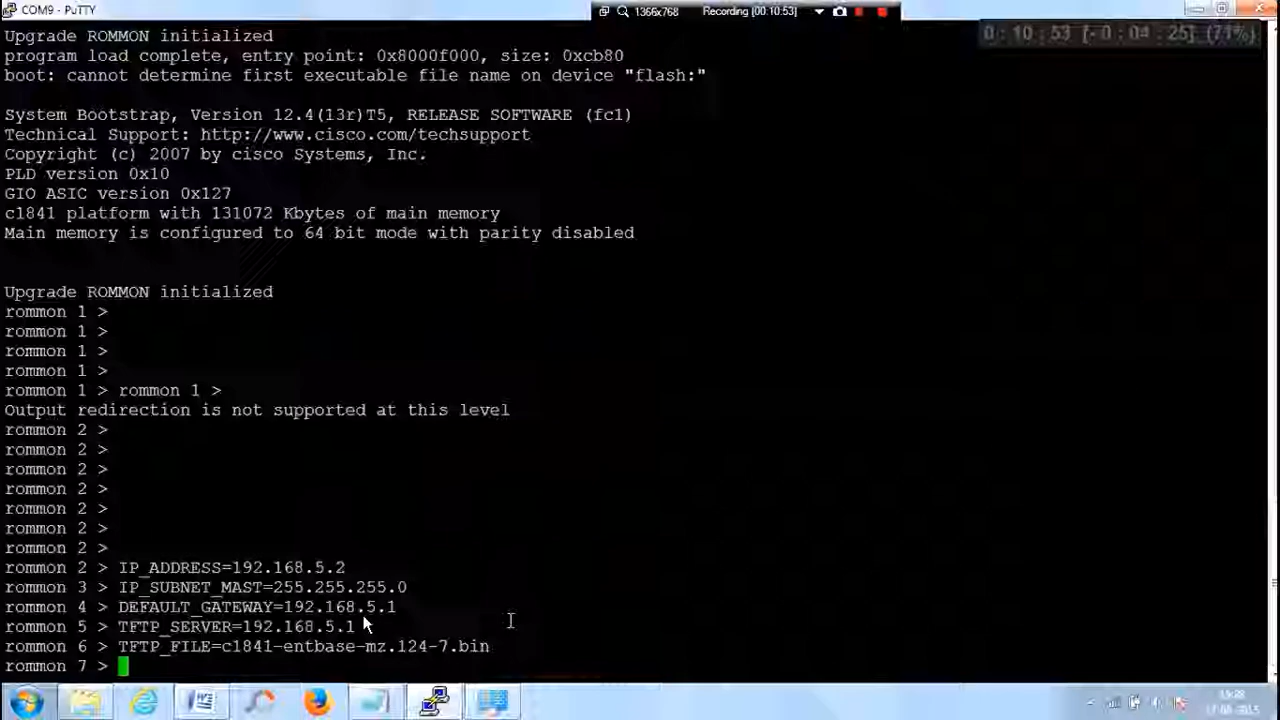 COM9 - PuTTY
1366x768 Recording [00:10:53]
0 : 10 : 53 [- 0 : 04 : 25] (71%)
Upgrade ROMMON initialized
program load complete, entry point: 0x8000f000, size: 0xcb80
boot: cannot determine first executable file name on device "flash:"
System Bootstrap, Version 12.4(13r)T5, RELEASE SOFTWARE (fc1)
Technical Support: http://www.cisco.com/techsupport
Copyright (c) 2007 by cisco Systems, Inc.
PLD version 0x10
GIO ASIC version 0x127
c1841 platform with 131072 Kbytes of main memory
Main memory is configured to 64 bit mode with parity disabled
Upgrade ROMMON initialized
rommon 1 >
rommon 1 >
rommon 1 >
rommon 1 >
rommon 1 > rommon 1 >
Output redirection is not supported at this level
rommon 2 >
rommon 2 >
rommon 2 >
rommon 2 >
rommon 2 >
rommon 2 >
rommon 2 >
rommon 2 > IP_ADDRESS=192.168.5.2
rommon 3 > IP_SUBNET_MAST=255.255.255.0
rommon 4 > DEFAULT_GATEWAY=192.168.5.1
rommon 5 > TFTP_SERVER=192.168.5.1
rommon 6 > TFTP_FILE=c1841-entbase-mz.124-7.bin
rommon 7 >